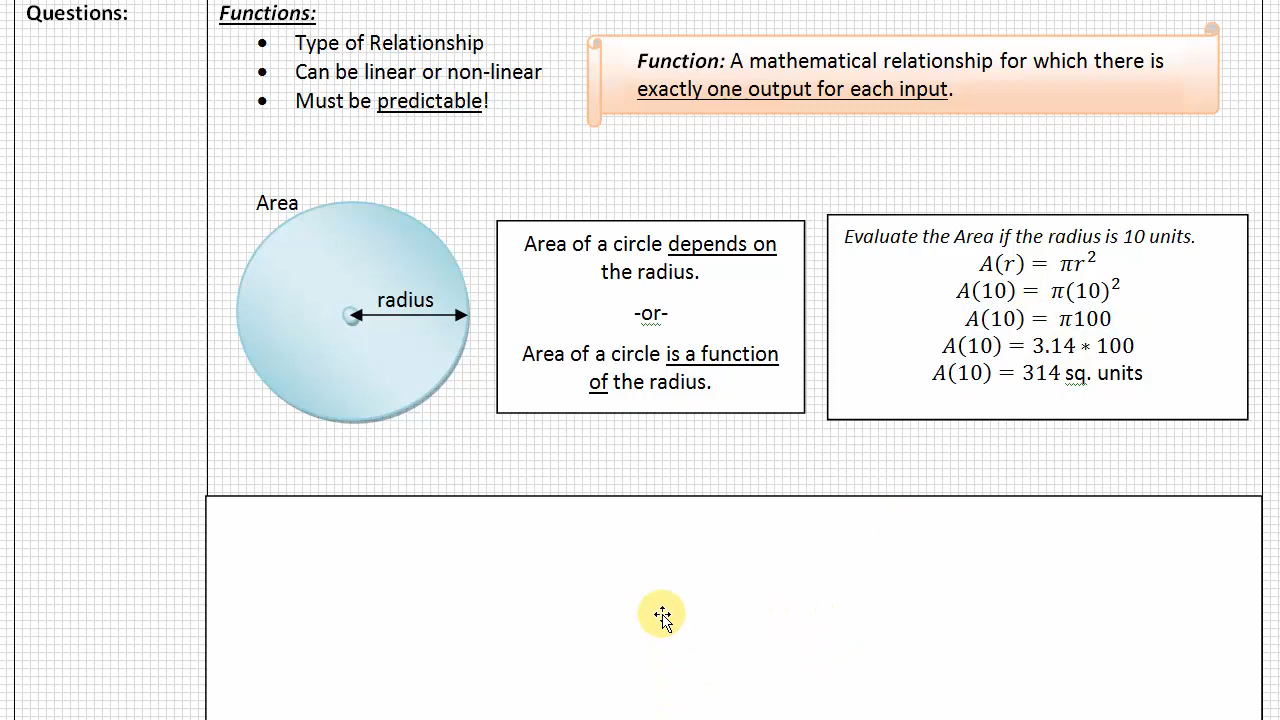 Questions:
Functions:
• Type of Relationship
• Can be linear or non-linear
• Must be predictable!
Function: A mathematical relationship for which there is
exactly one output for each input.
Area
radius
Area of a circle depends on
the radius.
-or-
Area of a circle is a function
of the radius.
Evaluate the Area if the radius is 10 units.
A(r) = πr²
A(10) = π(10)²
A(10) = π100
A(10) = 3.14 ∗ 100
A(10) = 314 sq. units